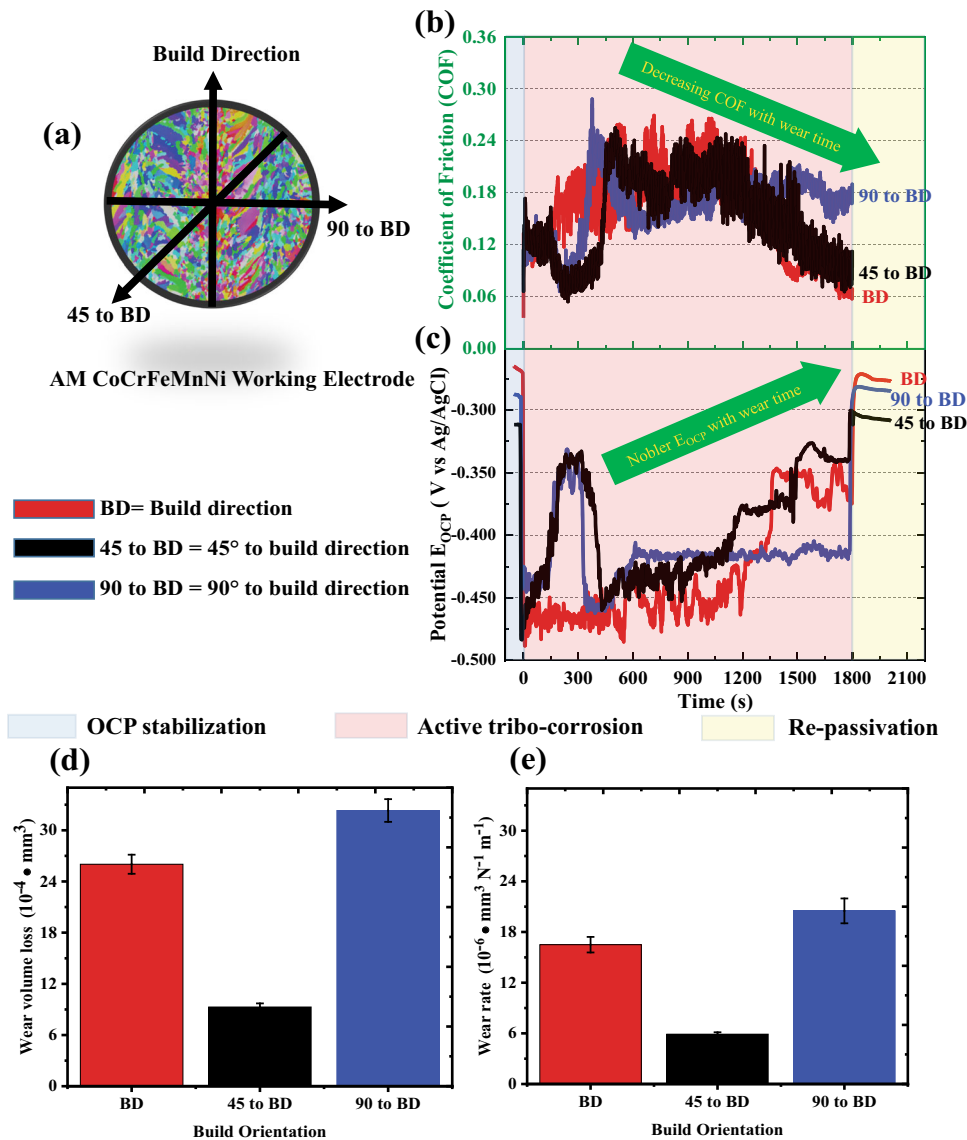 (a)
Build Direction
90 to BD
45 to BD
AM CoCrFeMnNi Working Electrode
BD= Build direction
45 to BD = 45° to build direction
90 to BD = 90° to build direction
(b)
Coefficient of Friction (COF)
0.36
0.30
0.24
0.18
0.12
0.06
0.00
Decreasing COF with wear time
90 to BD
45 to BD
BD
(c)
Potential E_OCP ( V vs Ag/AgCl)
-0.300
-0.350
-0.400
-0.450
-0.500
Nobler E_OCP with wear time
BD
90 to BD
45 to BD
0 300 600 900 1200 1500 1800 2100
Time (s)
OCP stabilization
Active tribo-corrosion
Re-passivation
(d)
Wear volume loss (10⁻⁴ • mm³)
30
24
18
12
6
0
BD 45 to BD 90 to BD
Build Orientation
(e)
Wear rate (10⁻⁶ • mm³ N⁻¹ m⁻¹)
30
24
18
12
6
0
BD 45 to BD 90 to BD
Build Orientation